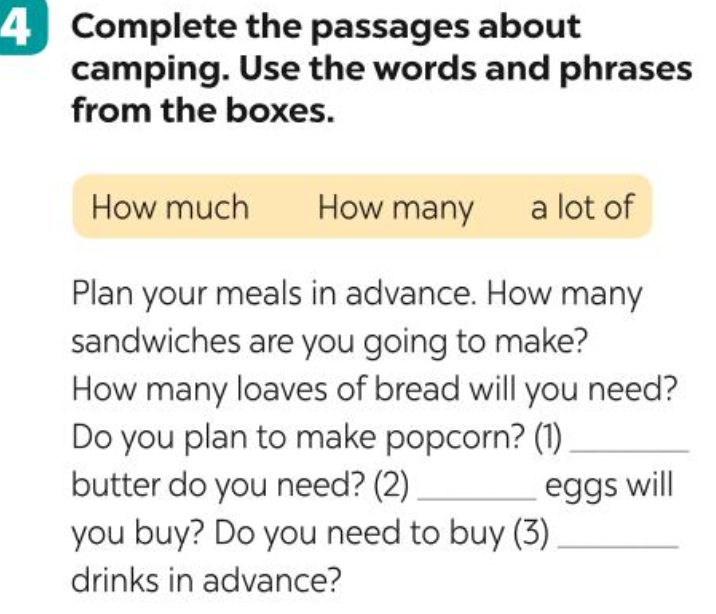 4 Complete the passages about
camping. Use the words and phrases
from the boxes.
How much How many a lot of
Plan your meals in advance. How many
sandwiches are you going to make?
How many loaves of bread will you need?
Do you plan to make popcorn? (1) ________
butter do you need? (2) ________ eggs will
you buy? Do you need to buy (3) ________
drinks in advance?